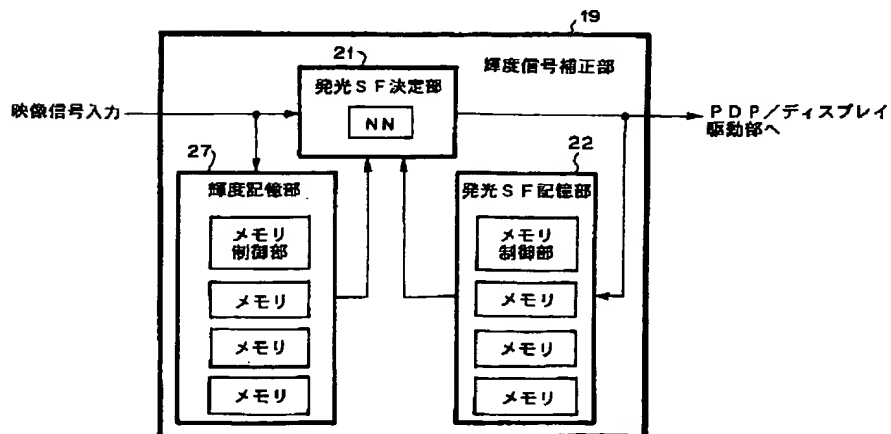 19
輝度信号補正部
21
発光SF決定部
NN
映像信号入力
PDP/ディスプレイ
駆動部へ
27
輝度記憶部
メモリ
制御部
メモリ
メモリ
メモリ
22
発光SF記憶部
メモリ
制御部
メモリ
メモリ
メモリ